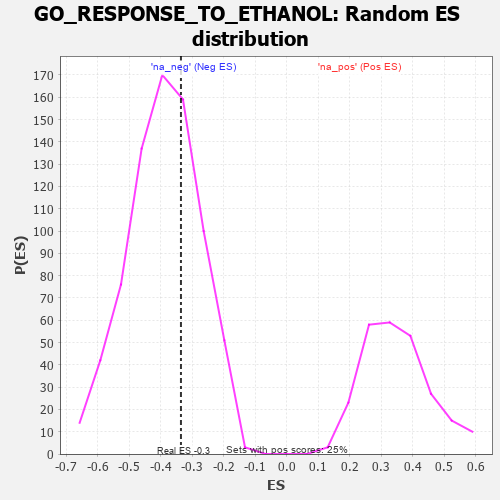 GO_RESPONSE_TO_ETHANOL: Random ES
distribution
'na_neg' (Neg ES)
'na_pos' (Pos ES)
170
160
150
140
130
120
110
100
90
80
70
60
50
40
30
20
10
0
P(ES)
Real ES -0.3
Sets with pos scores: 25%
-0.7 -0.6 -0.5 -0.4 -0.3 -0.2 -0.1 0.0 0.1 0.2 0.3 0.4 0.5 0.6
ES